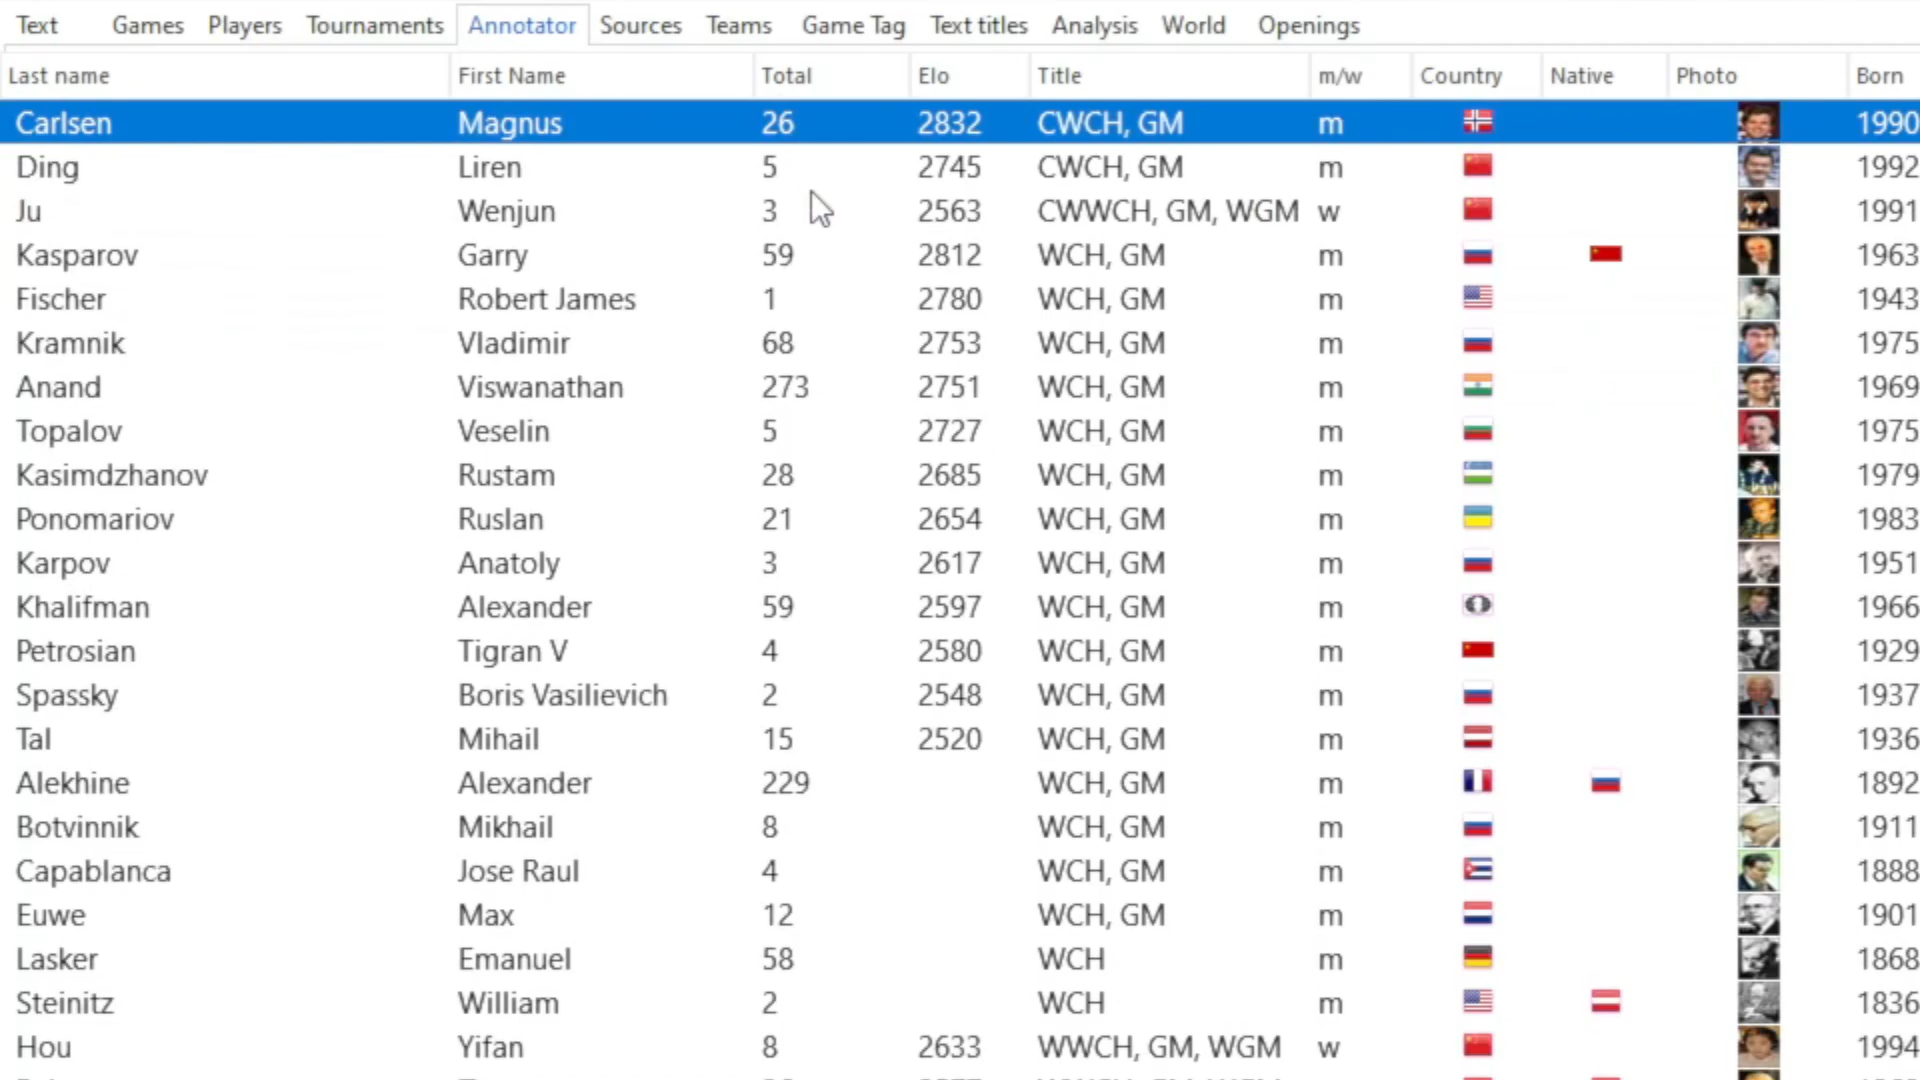 Text Games Players Tournaments Annotator Sources Teams Game Tag Text titles Analysis World Openings
Last name First Name Total Elo Title m/w Country Native Photo Born
Carlsen Magnus 26 2832 CWCH, GM m 1990
Ding Liren 5 2745 CWCH, GM m 1992
Ju Wenjun 3 2563 CWWCH, GM, WGM w 1991
Kasparov Garry 59 2812 WCH, GM m 1963
Fischer Robert James 1 2780 WCH, GM m 1943
Kramnik Vladimir 68 2753 WCH, GM m 1975
Anand Viswanathan 273 2751 WCH, GM m 1969
Topalov Veselin 5 2727 WCH, GM m 1975
Kasimdzhanov Rustam 28 2685 WCH, GM m 1979
Ponomariov Ruslan 21 2654 WCH, GM m 1983
Karpov Anatoly 3 2617 WCH, GM m 1951
Khalifman Alexander 59 2597 WCH, GM m 1966
Petrosian Tigran V 4 2580 WCH, GM m 1929
Spassky Boris Vasilievich 2 2548 WCH, GM m 1937
Tal Mihail 15 2520 WCH, GM m 1936
Alekhine Alexander 229 WCH, GM m 1892
Botvinnik Mikhail 8 WCH, GM m 1911
Capablanca Jose Raul 4 WCH, GM m 1888
Euwe Max 12 WCH, GM m 1901
Lasker Emanuel 58 WCH m 1868
Steinitz William 2 WCH m 1836
Hou Yifan 8 2633 WWCH, GM, WGM w 1994